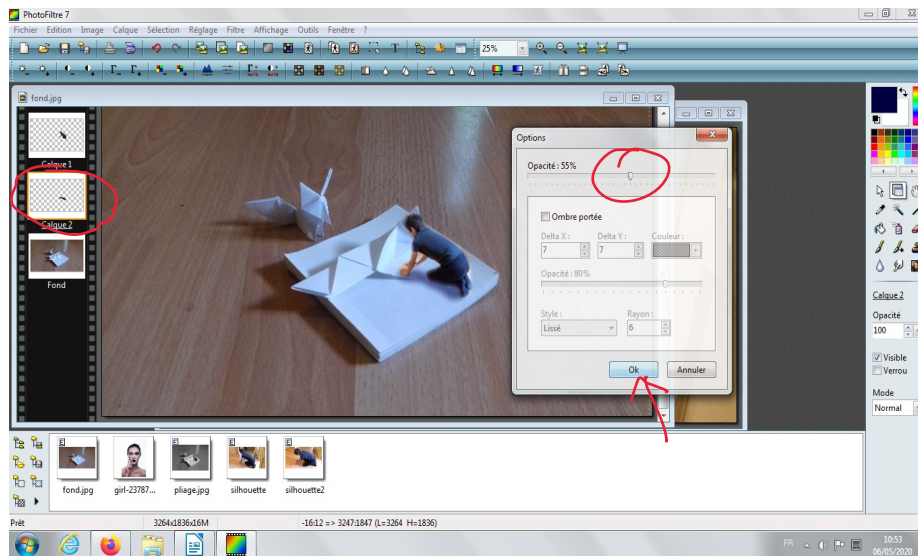 PhotoFiltre 7
Fichier Edition Image Calque Sélection Réglage Filtre Affichage Outils Fenêtre ?
T 25%
fond.jpg
Calque 1
Calque 2
Fond
Options
Opacité : 55%
Ombre portée
Delta X : Delta Y : Couleur :
7 7
Opacité : 80%
Style : Rayon :
Lissé 6
Ok Annuler
Calque 2
Opacité
100
Visible
Verrou
Mode
Normal
fond.jpg girl-23787... pliage.jpg silhouette silhouette2
Prêt 3264x1836x16M -16:12 => 3247:1847 (L=3264 H=1836)
FR 10:53
06/05/2020